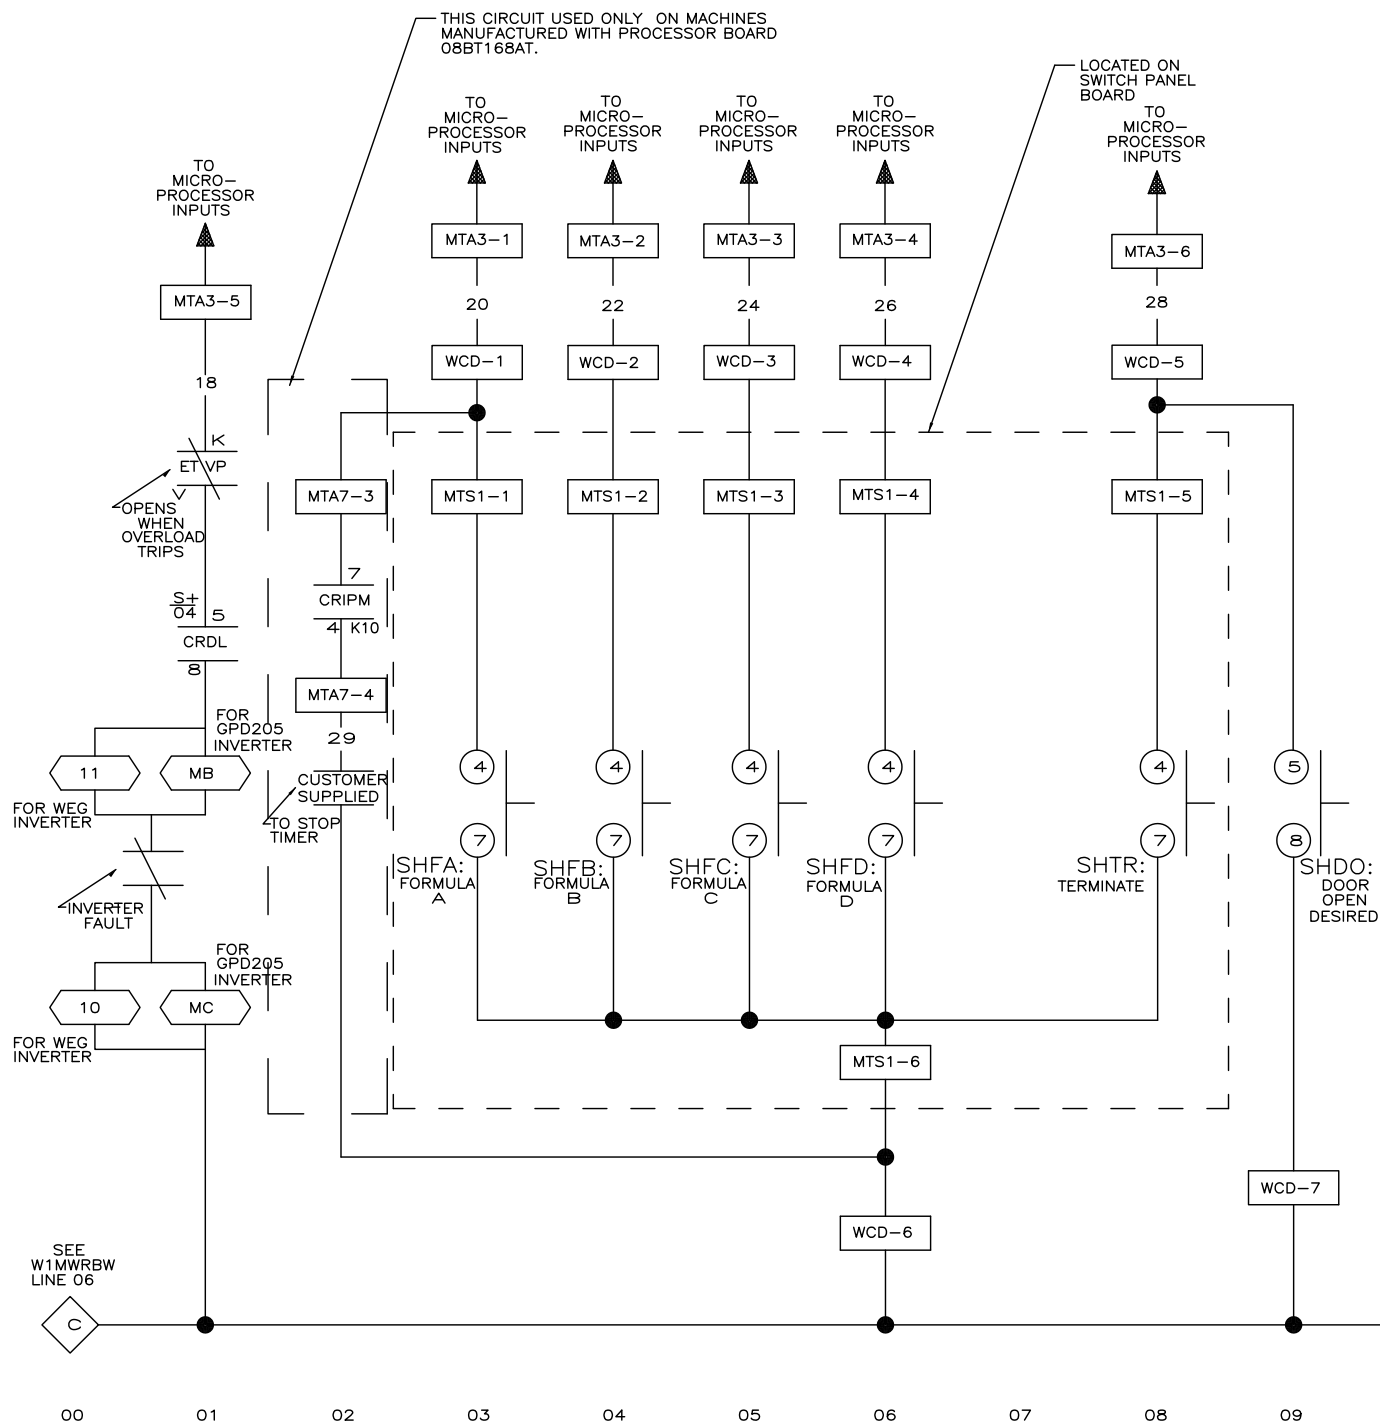 THIS CIRCUIT USED ONLY ON MACHINES
MANUFACTURED WITH PROCESSOR BOARD
08BT168AT.
LOCATED ON
SWITCH PANEL
BOARD
TO
MICRO-
PROCESSOR
INPUTS
TO
MICRO-
PROCESSOR
INPUTS
TO
MICRO-
PROCESSOR
INPUTS
TO
MICRO-
PROCESSOR
INPUTS
TO
MICRO-
PROCESSOR
INPUTS
TO
MICRO-
PROCESSOR
INPUTS
MTA3-5
MTA3-1
MTA3-2
MTA3-3
MTA3-4
MTA3-6
18
20
22
24
26
28
WCD-1
WCD-2
WCD-3
WCD-4
WCD-5
K
ET VP
V
OPENS
WHEN
OVERLOAD
TRIPS
MTA7-3
MTS1-1
MTS1-2
MTS1-3
MTS1-4
MTS1-5
S+
04
5
CRDL
8
7
CRIPM
4 K10
MTA7-4
29
CUSTOMER
SUPPLIED
TO STOP
TIMER
FOR
GPD205
INVERTER
11
MB
FOR WEG
INVERTER
INVERTER
FAULT
FOR
GPD205
INVERTER
10
MC
FOR WEG
INVERTER
4
4
4
4
4
5
7
7
7
7
7
8
SHFA:
FORMULA
A
SHFB:
FORMULA
B
SHFC:
FORMULA
C
SHFD:
FORMULA
D
SHTR:
TERMINATE
SHDO:
DOOR
OPEN
DESIRED
MTS1-6
WCD-7
WCD-6
SEE
W1MWRBW
LINE 06
C
00 01 02 03 04 05 06 07 08 09